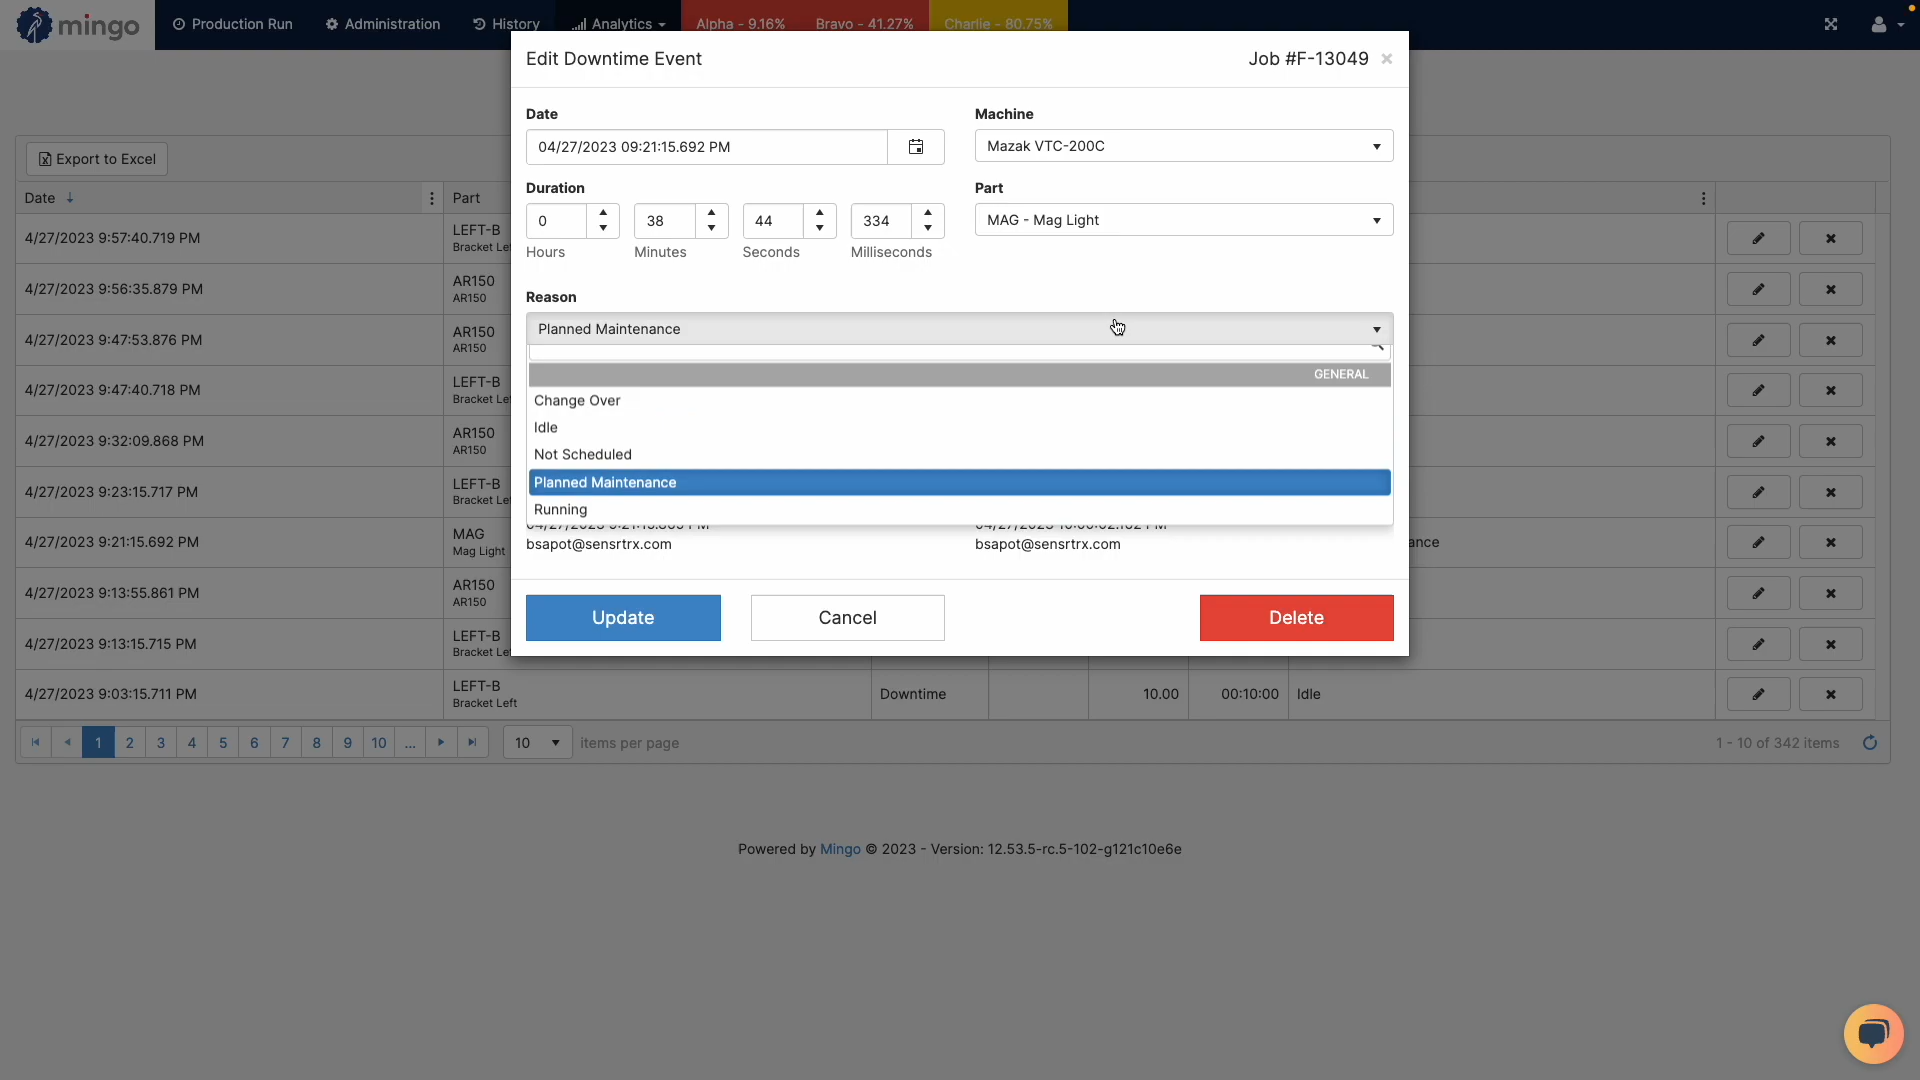 mingo
Production Run
Administration
History
Analytics
Alpha - 9.16%
Bravo - 41.27%
Charlie - 80.75%
Edit Downtime Event
Job #F-13049
Date
04/27/2023 09:21:15.692 PM
Machine
Mazak VTC-200C
Duration
0
38
44
334
Hours
Minutes
Seconds
Milliseconds
Part
MAG - Mag Light
Reason
Planned Maintenance
GENERAL
Change Over
Idle
Not Scheduled
Planned Maintenance
Running
bsapot@sensrtrx.com
bsapot@sensrtrx.com
Update
Cancel
Delete
Export to Excel
Date
Part
4/27/2023 9:57:40.719 PM
LEFT-B
Bracket Le
4/27/2023 9:56:35.879 PM
AR150
AR150
4/27/2023 9:47:53.876 PM
AR150
AR150
4/27/2023 9:47:40.718 PM
LEFT-B
Bracket Le
4/27/2023 9:32:09.868 PM
AR150
AR150
4/27/2023 9:23:15.717 PM
LEFT-B
Bracket Le
4/27/2023 9:21:15.692 PM
MAG
Mag Light
ance
4/27/2023 9:13:55.861 PM
AR150
AR150
4/27/2023 9:13:15.715 PM
LEFT-B
Bracket Le
4/27/2023 9:03:15.711 PM
LEFT-B
Bracket Left
Downtime
10.00
00:10:00
Idle
1 2 3 4 5 6 7 8 9 10 ...
10
items per page
1 - 10 of 342 items
Powered by Mingo © 2023 - Version: 12.53.5-rc.5-102-g121c10e6e